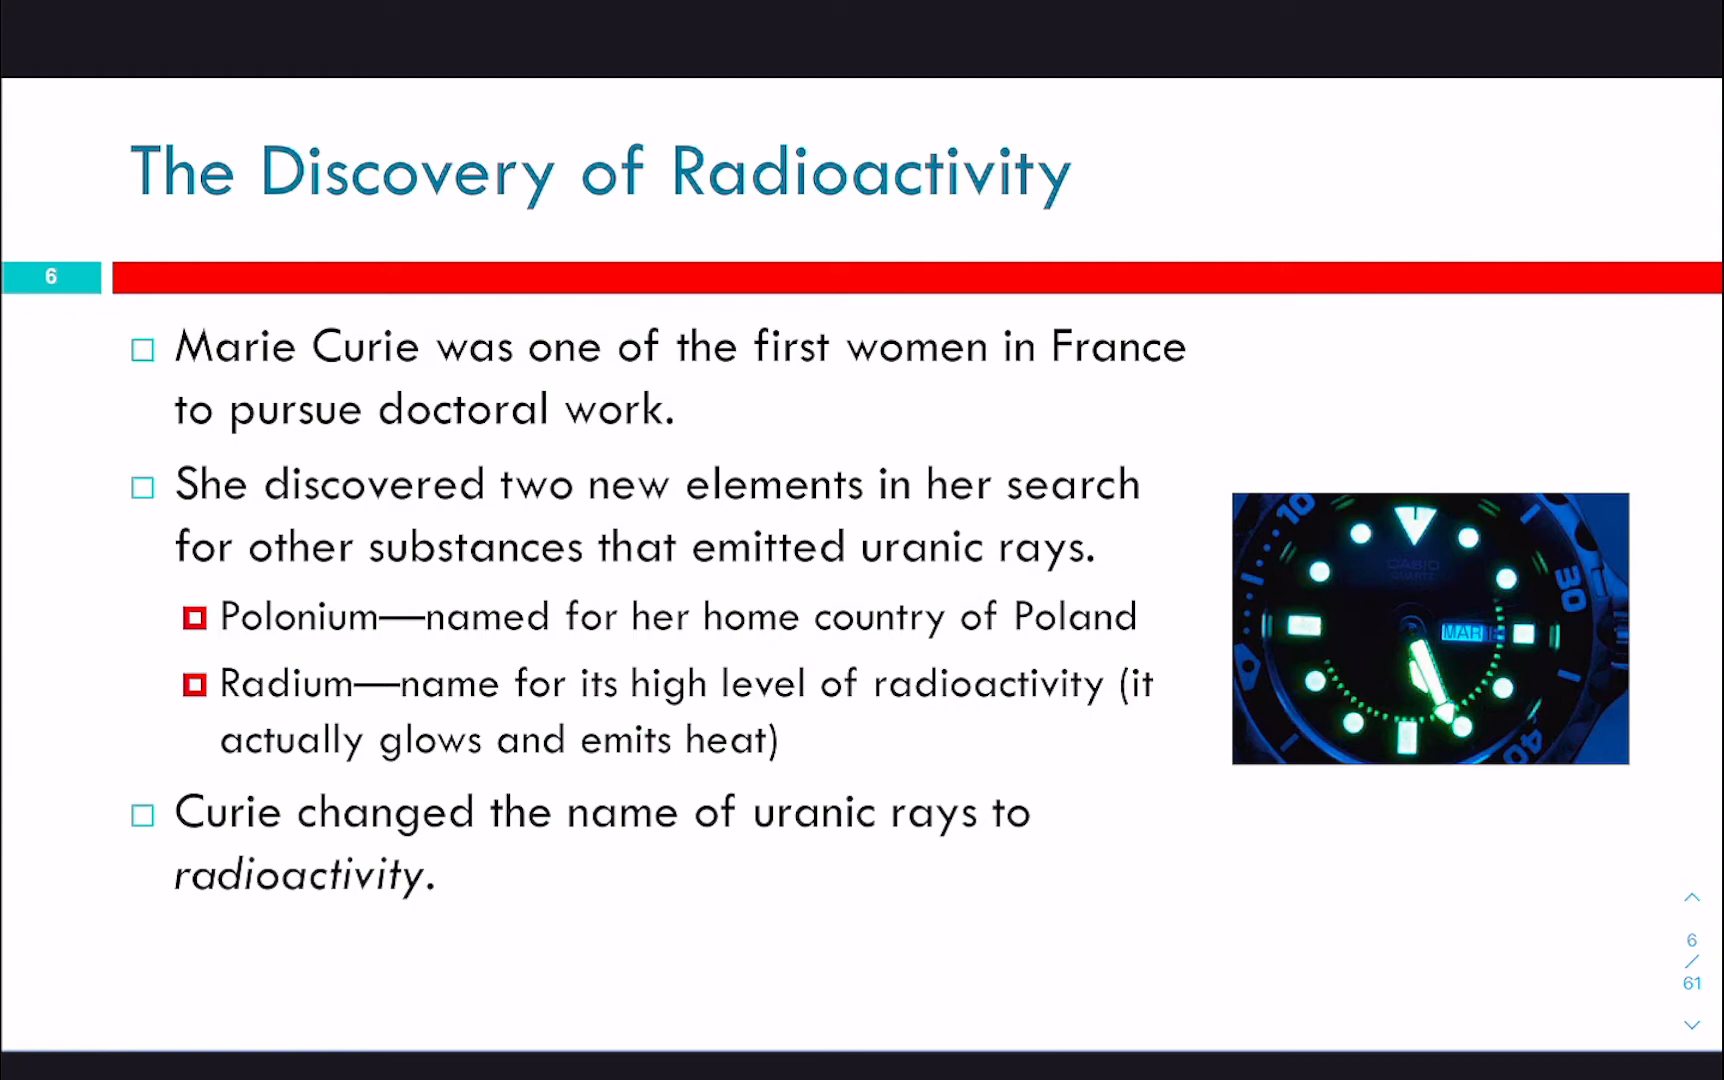 The Discovery of Radioactivity
6
Marie Curie was one of the first women in France
to pursue doctoral work.
She discovered two new elements in her search
for other substances that emitted uranic rays.
Polonium—named for her home country of Poland
Radium—name for its high level of radioactivity (it
actually glows and emits heat)
Curie changed the name of uranic rays to
radioactivity.
10
CASIO
QUARTZ
30
MAR
40
6
/
61